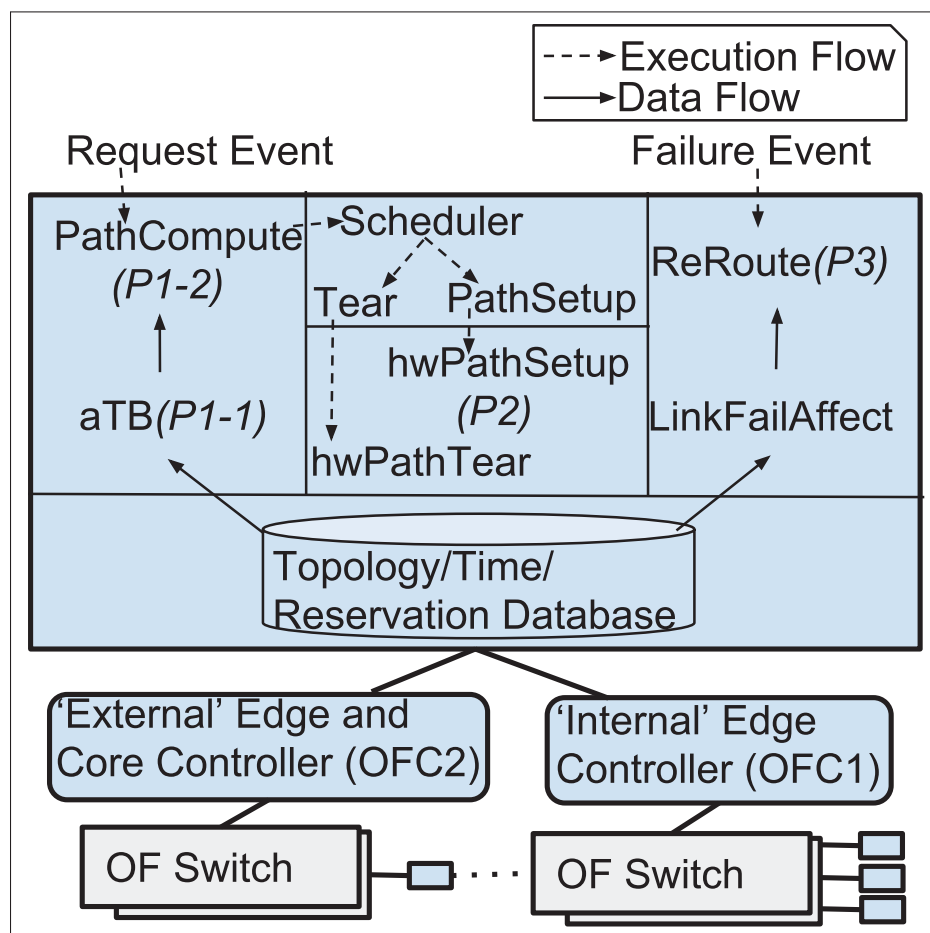 Execution Flow
Data Flow
Request Event
Failure Event
PathCompute
(P1-2)
Scheduler
Tear
PathSetup
ReRoute(P3)
hwPathSetup
(P2)
hwPathTear
aTB(P1-1)
LinkFailAffect
Topology/Time/
Reservation Database
‘External’ Edge and
Core Controller (OFC2)
‘Internal’ Edge
Controller (OFC1)
OF Switch
OF Switch